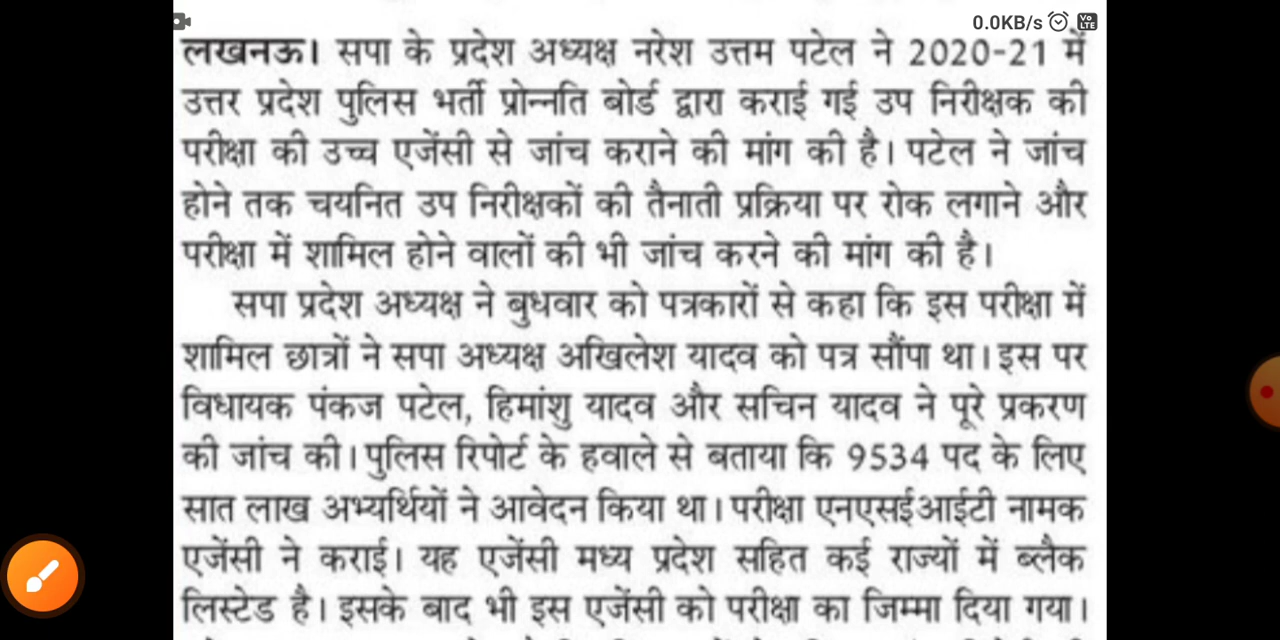 0.0KB/s Vo LTE
लखनऊ। सपा के प्रदेश अध्यक्ष नरेश उत्तम पटेल ने 2020-21 में
उत्तर प्रदेश पुलिस भर्ती प्रोन्नति बोर्ड द्वारा कराई गई उप निरीक्षक की
परीक्षा की उच्च एजेंसी से जांच कराने की मांग की है। पटेल ने जांच
होने तक चयनित उप निरीक्षकों की तैनाती प्रक्रिया पर रोक लगाने और
परीक्षा में शामिल होने वालों की भी जांच करने की मांग की है।
सपा प्रदेश अध्यक्ष ने बुधवार को पत्रकारों से कहा कि इस परीक्षा में
शामिल छात्रों ने सपा अध्यक्ष अखिलेश यादव को पत्र सौंपा था। इस पर
विधायक पंकज पटेल, हिमांशु यादव और सचिन यादव ने पूरे प्रकरण
की जांच की। पुलिस रिपोर्ट के हवाले से बताया कि 9534 पद के लिए
सात लाख अभ्यर्थियों ने आवेदन किया था। परीक्षा एनएसईआईटी नामक
एजेंसी ने कराई। यह एजेंसी मध्य प्रदेश सहित कई राज्यों में ब्लैक
लिस्टेड है। इसके बाद भी इस एजेंसी को परीक्षा का जिम्मा दिया गया।